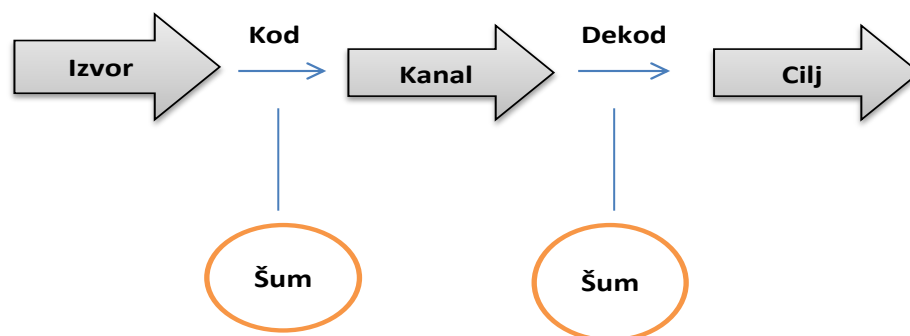 Kod
Dekod
Izvor
Kanal
Cilj
Šum
Šum